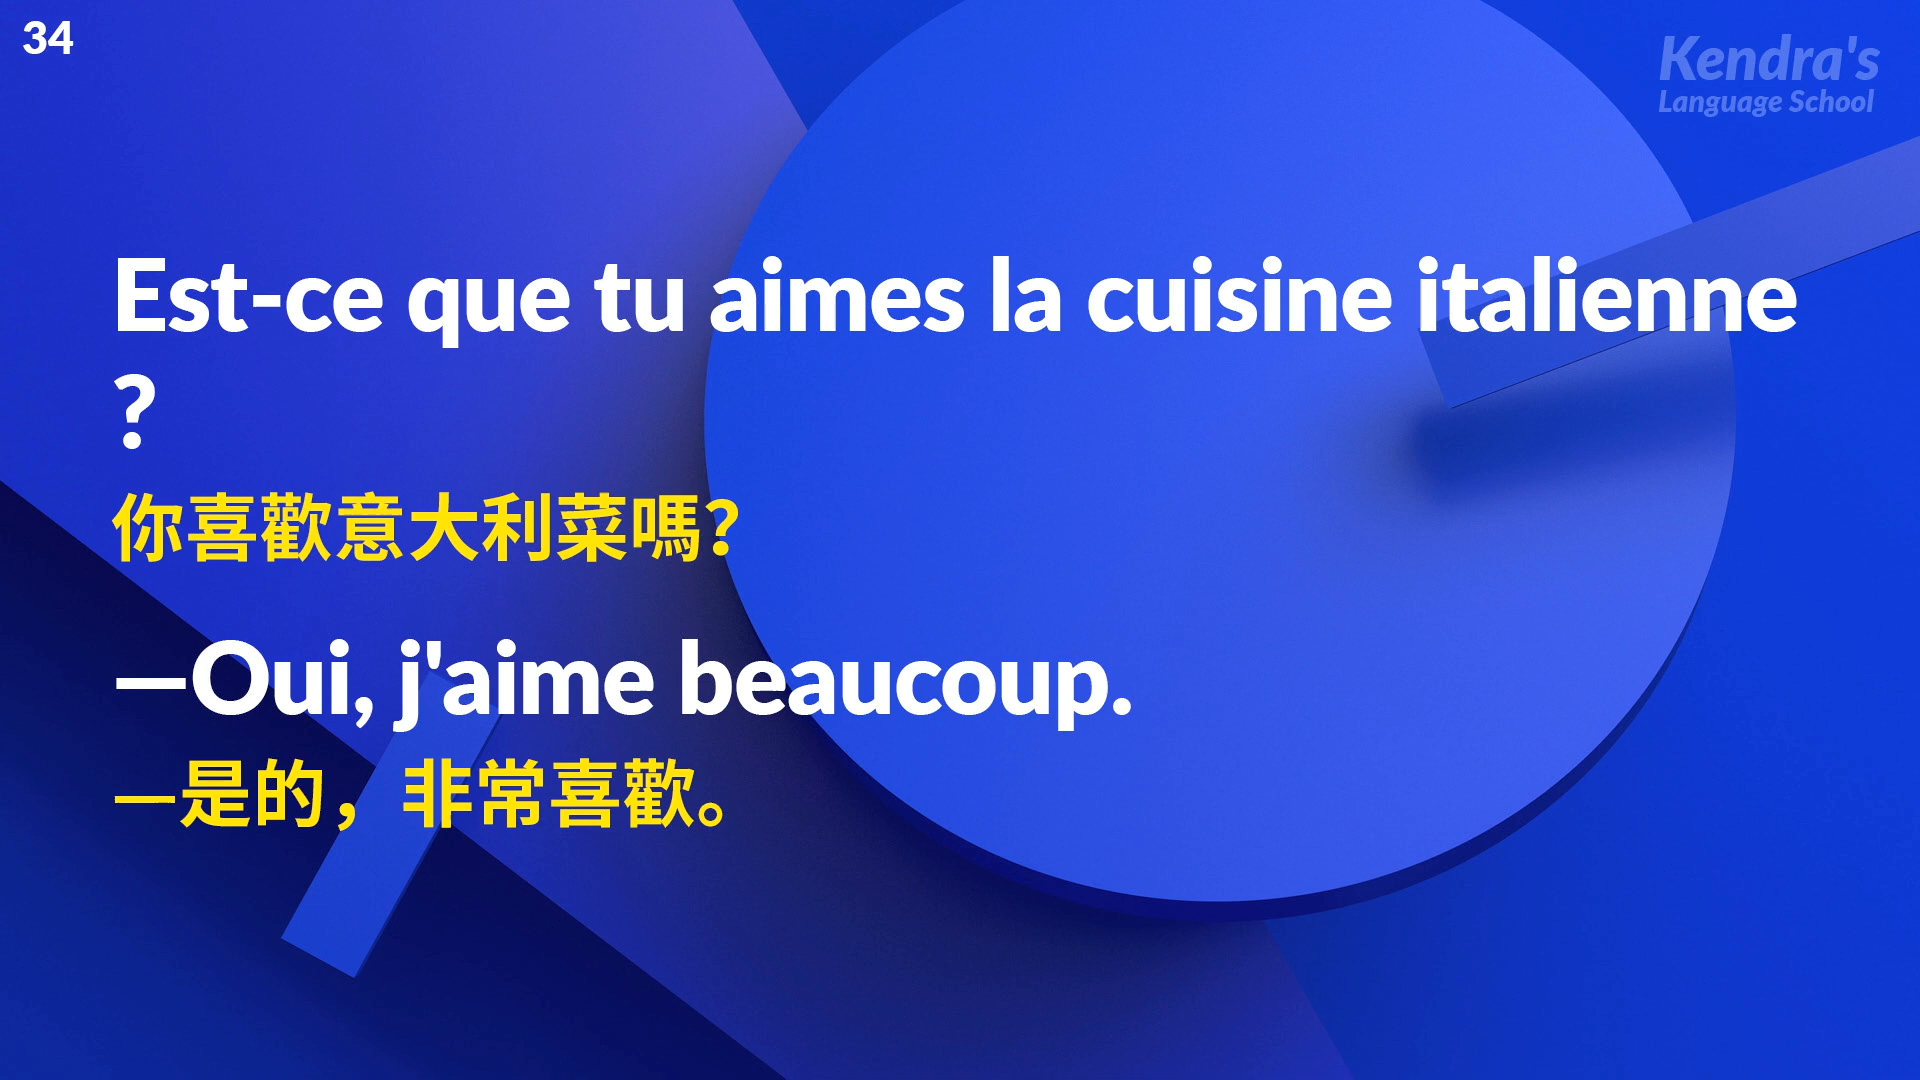 34
Kendra's
Language School
Est-ce que tu aimes la cuisine italienne
?
你喜歡意大利菜嗎?
—Oui, j'aime beaucoup.
—是的，非常喜歡。